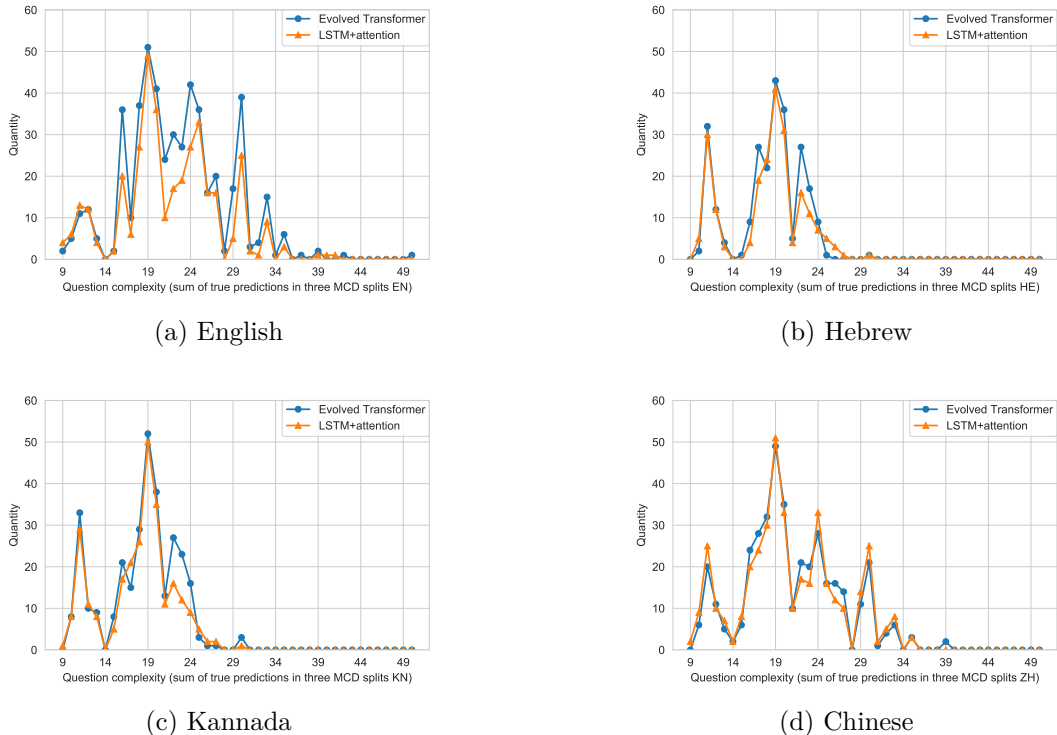 60
50
40
30
20
10
0
Quantity
Evolved Transformer
LSTM+attention
9 14 19 24 29 34 39 44 49
Question complexity (sum of true predictions in three MCD splits EN)
(a) English
60
50
40
30
20
10
0
Quantity
Evolved Transformer
LSTM+attention
9 14 19 24 29 34 39 44 49
Question complexity (sum of true predictions in three MCD splits HE)
(b) Hebrew
60
50
40
30
20
10
0
Quantity
Evolved Transformer
LSTM+attention
9 14 19 24 29 34 39 44 49
Question complexity (sum of true predictions in three MCD splits KN)
(c) Kannada
60
50
40
30
20
10
0
Quantity
Evolved Transformer
LSTM+attention
9 14 19 24 29 34 39 44 49
Question complexity (sum of true predictions in three MCD splits ZH)
(d) Chinese